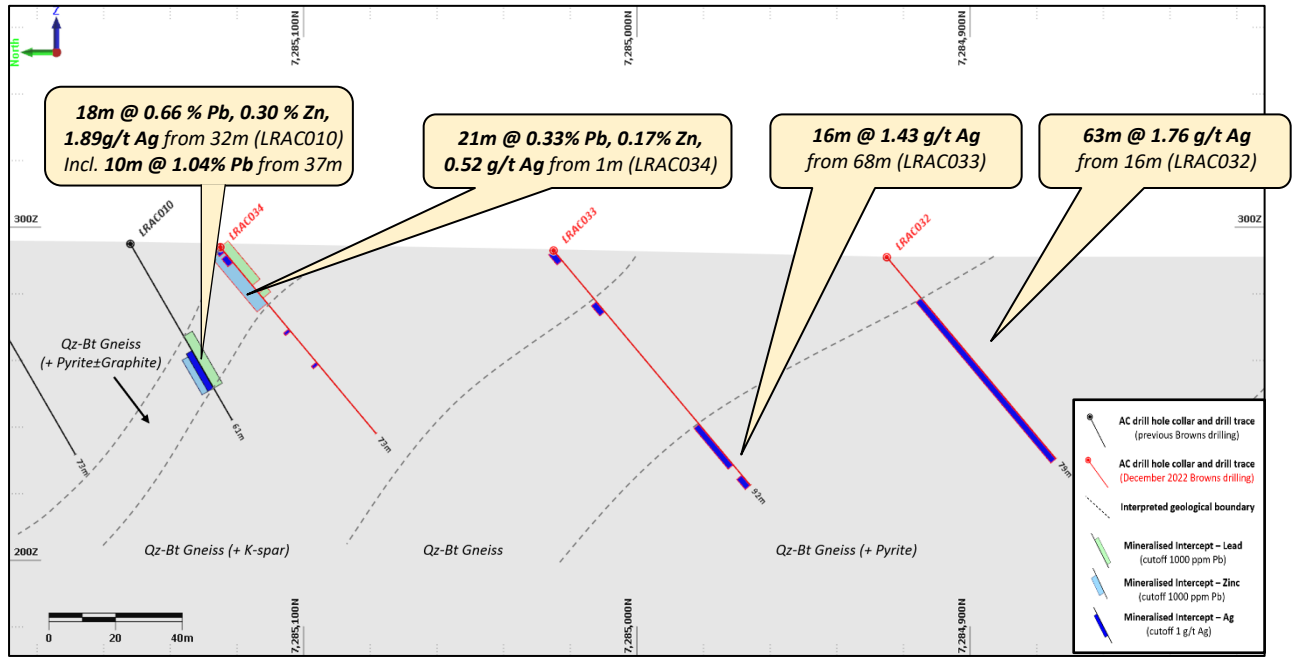 Z
North
7,285,100N
7,285,000N
7,284,900N
18m @ 0.66 % Pb, 0.30 % Zn,
1.89g/t Ag from 32m (LRAC010)
Incl. 10m @ 1.04% Pb from 37m
21m @ 0.33% Pb, 0.17% Zn,
0.52 g/t Ag from 1m (LRAC034)
16m @ 1.43 g/t Ag
from 68m (LRAC033)
63m @ 1.76 g/t Ag
from 16m (LRAC032)
300Z
LRAC010
LRAC034
LRAC033
LRAC032
300Z
Qz-Bt Gneiss
(+ Pyrite±Graphite)
61m
73m
73m
92m
79m
200Z
Qz-Bt Gneiss (+ K-spar)
Qz-Bt Gneiss
Qz-Bt Gneiss (+ Pyrite)
0
20
40m
7,285,100N
7,285,000N
7,284,900N
AC drill hole collar and drill trace
(previous Browns drilling)
AC drill hole collar and drill trace
(December 2022 Browns drilling)
Interpreted geological boundary
Mineralised Intercept – Lead
(cutoff 1000 ppm Pb)
Mineralised Intercept – Zinc
(cutoff 1000 ppm Pb)
Mineralised Intercept – Ag
(cutoff 1 g/t Ag)